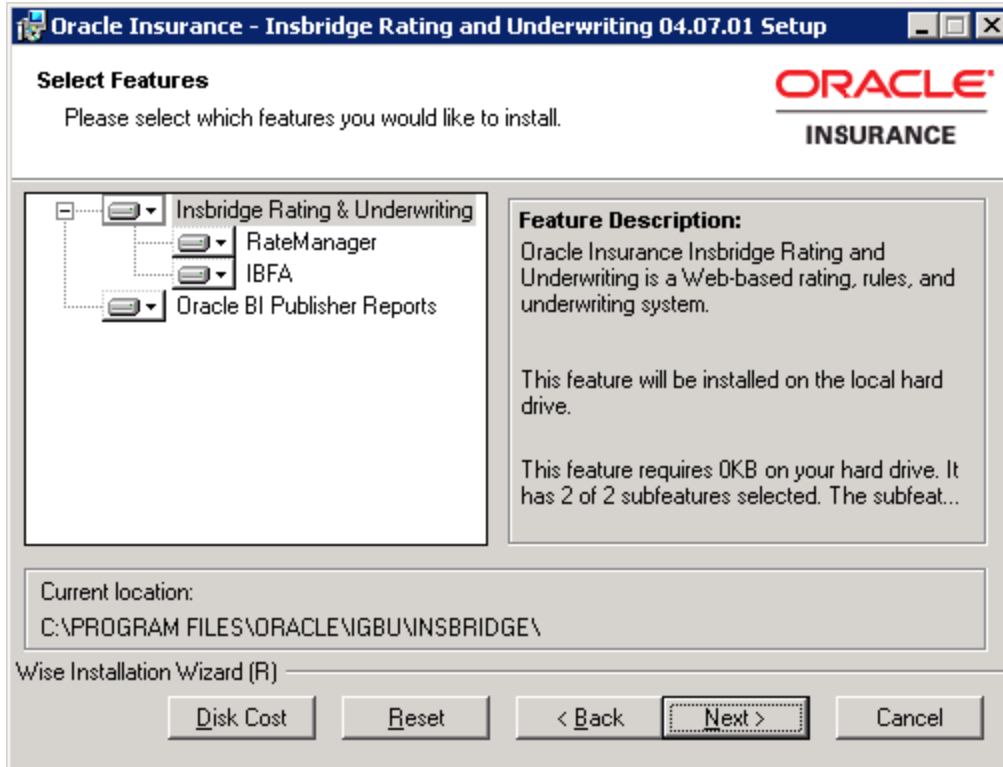 Oracle Insurance - Insbridge Rating and Underwriting 04.07.01 Setup
Select Features
Please select which features you would like to install.
ORACLE
INSURANCE
Insbridge Rating & Underwriting
RateManager
IBFA
Oracle BI Publisher Reports
Feature Description:
Oracle Insurance Insbridge Rating and
Underwriting is a Web-based rating, rules, and
underwriting system.
This feature will be installed on the local hard
drive.
This feature requires 0KB on your hard drive. It
has 2 of 2 subfeatures selected. The subfeat...
Current location:
C:\PROGRAM FILES\ORACLE\IGBU\INSBRIDGE\
Wise Installation Wizard (R)
Disk Cost
Reset
< Back
Next >
Cancel